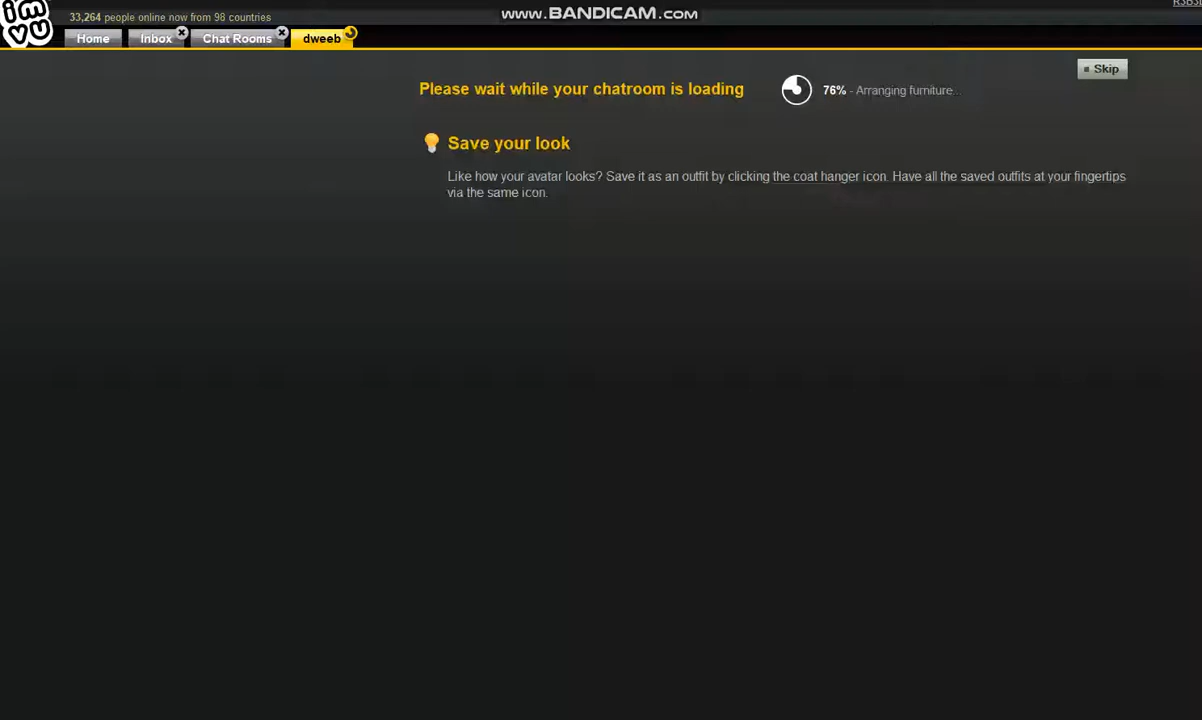 imvu
33,264 people online now from 98 countries
WWW.BANDICAM.COM
Home
Inbox
Chat Rooms
dweeb
Skip
Please wait while your chatroom is loading
76% - Arranging furniture...
Save your look
Like how your avatar looks? Save it as an outfit by clicking the coat hanger icon. Have all the saved outfits at your fingertips
via the same icon.